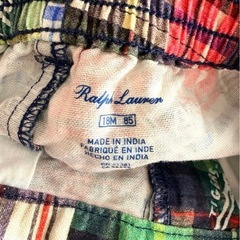 Ralph Lauren
18M 85
MADE IN INDIA
FABRIQUÉ EN INDE
HECHO EN INDIA